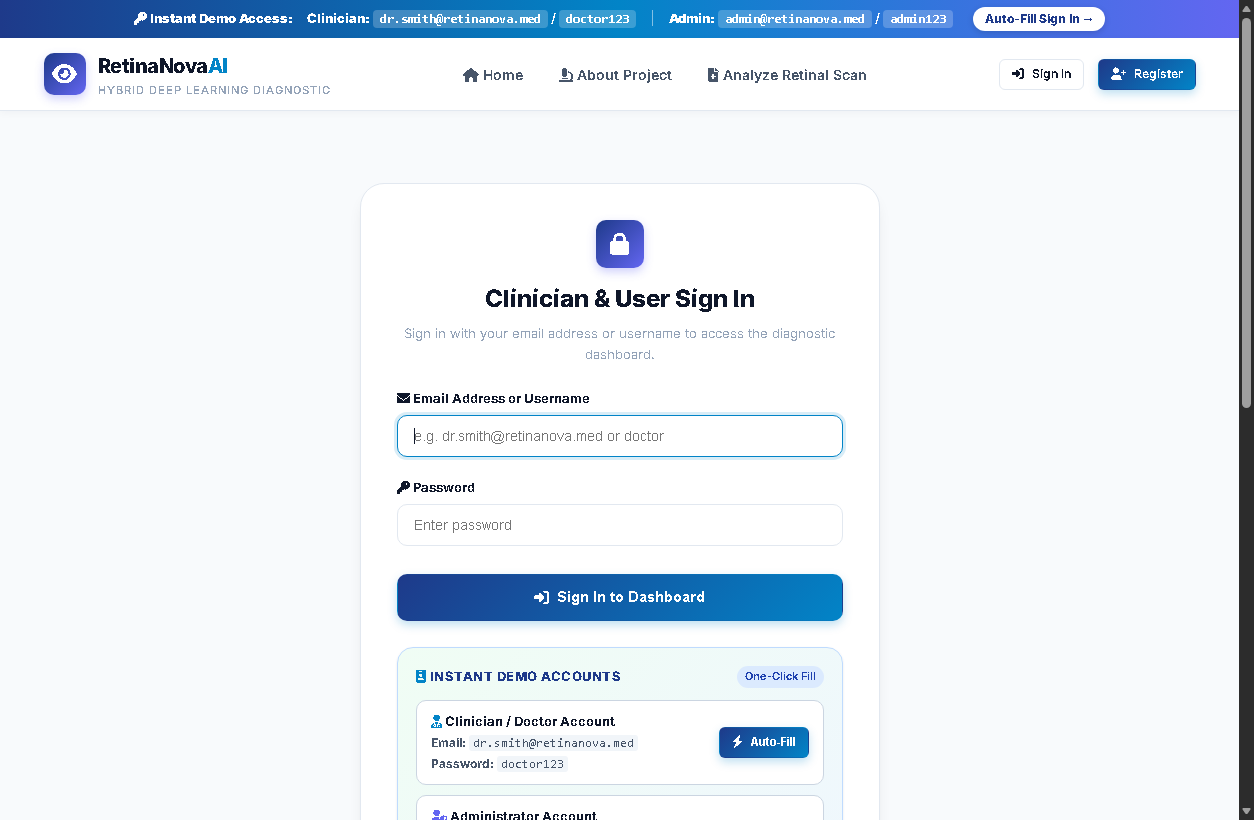 Instant Demo Access: Clinician: dr.smith@retinanova.med / doctor123 Admin: admin@retinanova.med / admin123 Auto-Fill Sign In →
RetinaNovaAI
HYBRID DEEP LEARNING DIAGNOSTIC
Home About Project Analyze Retinal Scan Sign In Register
Clinician & User Sign In
Sign in with your email address or username to access the diagnostic
dashboard.
Email Address or Username
e.g. dr.smith@retinanova.med or doctor
Password
Enter password
Sign In to Dashboard
INSTANT DEMO ACCOUNTS One-Click Fill
Clinician / Doctor Account
Email: dr.smith@retinanova.med
Password: doctor123
Auto-Fill
Administrator Account